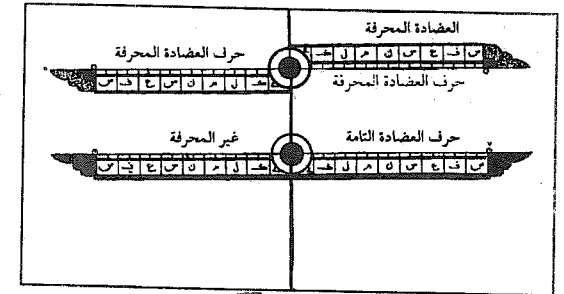 العضادة المحرفة
ص ف ع س ن م ل ك
حرف العضادة المحرفة
حرف العضادة المحرفة
ك ل م ن س ع ف ص
حرف العضادة التامة
غير المحرفة
ص ف ع س ن م ل ك
ك ل م ن س ع ف ص